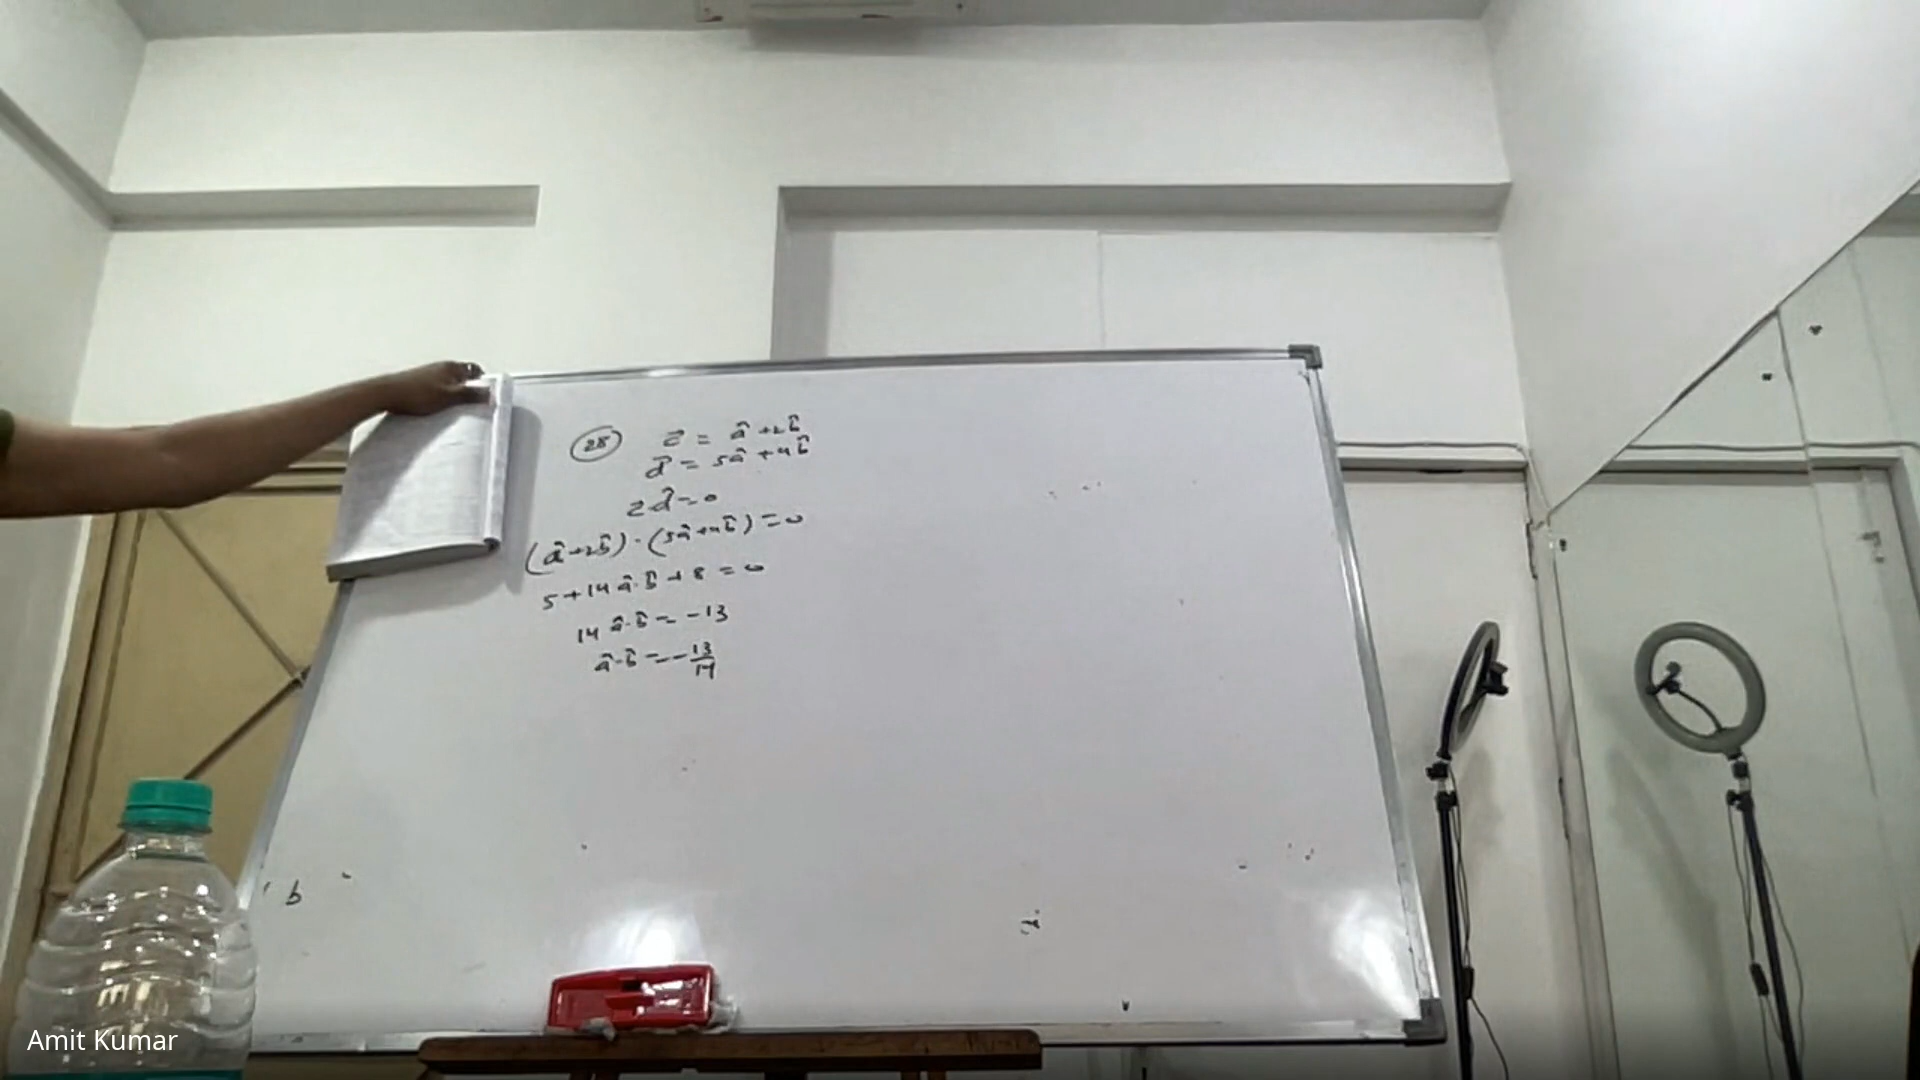 28 c⃗ = â + 2b̂
d⃗ = 5â + 4b̂
c⃗.d⃗ = 0
(â+2b̂) · (5â+4b̂) = 0
5+14 â.b̂ + 8 = 0
14 â.b̂ = -13
â.b̂ = -13/14
b
Amit Kumar